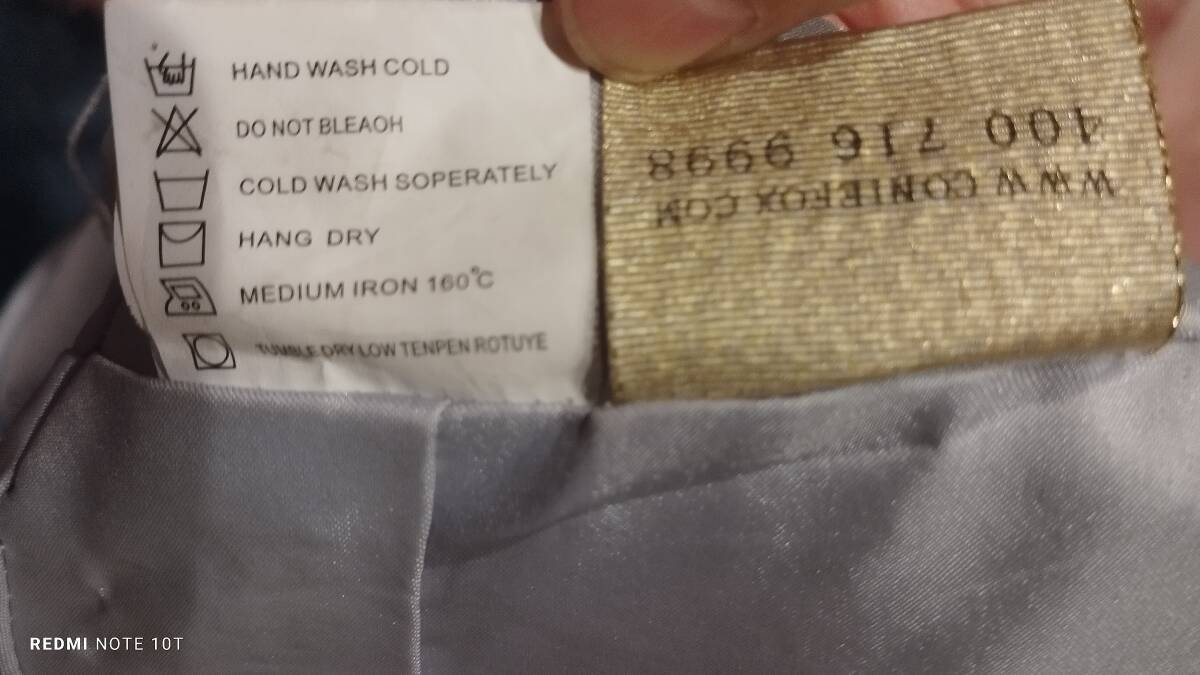 HAND WASH COLD
DO NOT BLEAOH
COLD WASH SOPERATELY
HANG DRY
MEDIUM IRON 160°C
TUMBLE DRY LOW TENPEN ROTUYE
WWW.CONIEFOX.COM
400 716 9998
REDMI NOTE 10T